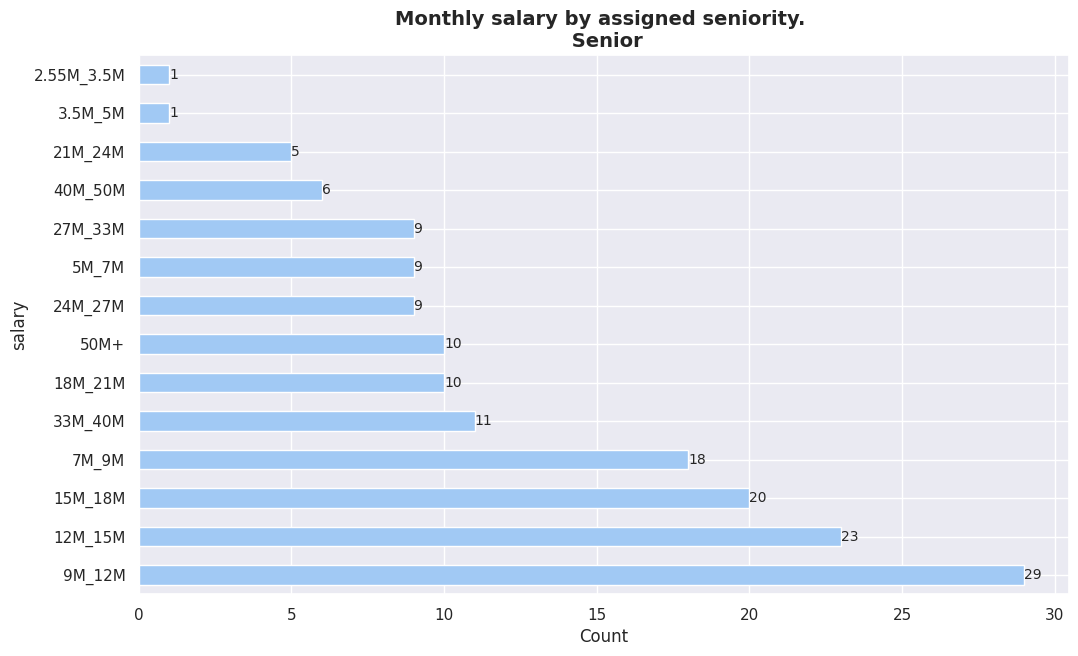 Monthly salary by assigned seniority.
Senior
2.55M_3.5M 1
3.5M_5M 1
21M_24M 5
40M_50M 6
27M_33M 9
5M_7M 9
24M_27M 9
50M+ 10
18M_21M 10
33M_40M 11
7M_9M 18
15M_18M 20
12M_15M 23
9M_12M 29
0 5 10 15 20 25 30
Count
salary